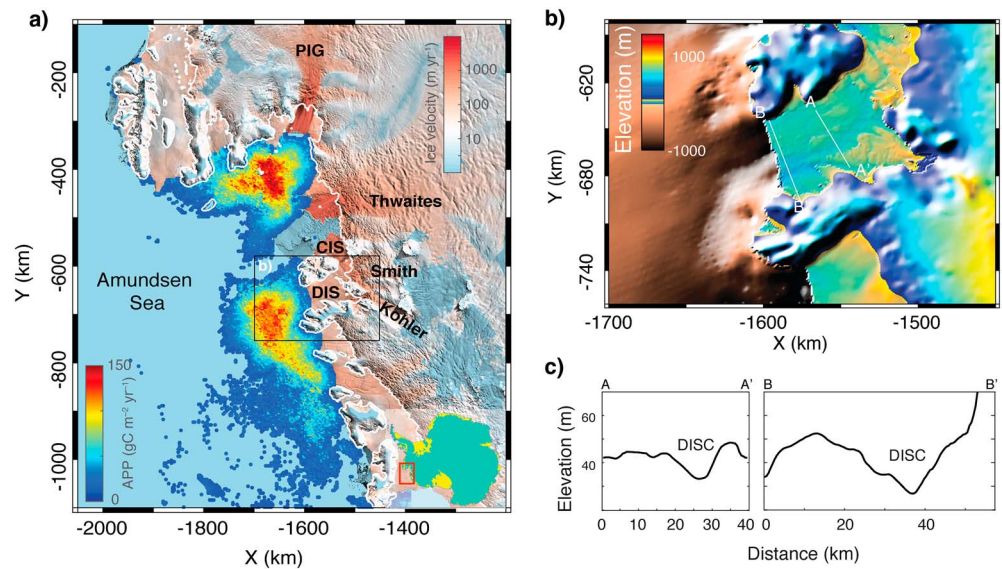 a)
PIG
1000
100
10
Ice velocity (m yr⁻¹)
Thwaites
CIS
b)
Smith
DIS
Kohler
Amundsen
Sea
150
0
APP (gC m⁻² yr⁻¹)
-200
-400
-600
-800
-1000
Y (km)
-2000
-1800
-1600
-1400
X (km)
b)
Elevation (m)
1000
-1000
A
A'
B
B'
-620
-680
-740
Y (km)
-1700
-1600
-1500
X (km)
c)
A
A'
B
B'
60
40
Elevation (m)
DISC
DISC
0
10
20
30
40
0
20
40
Distance (km)